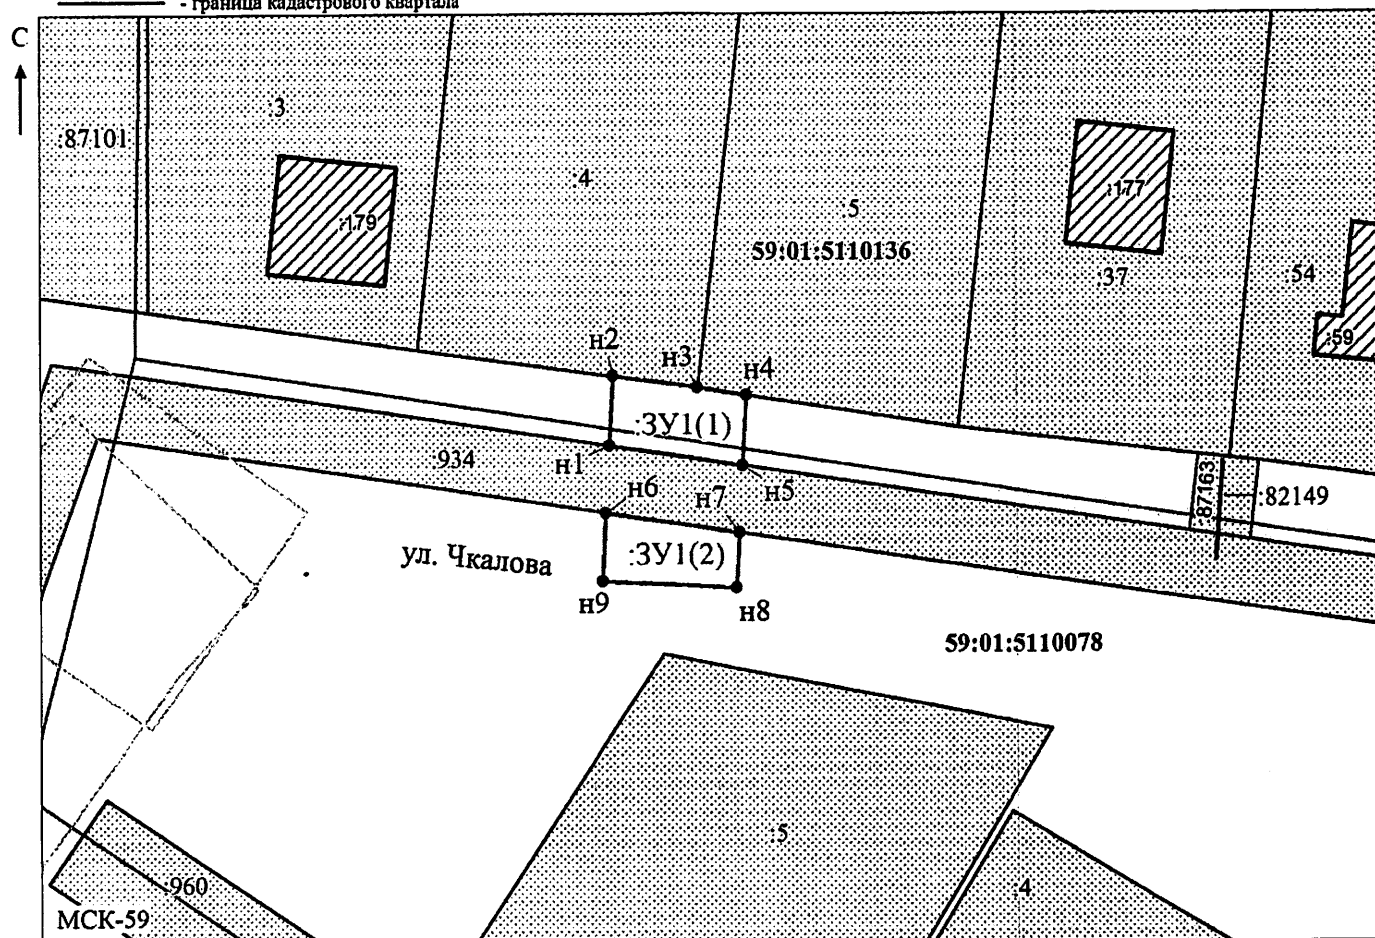 - граница кадастрового квартала
С
:3
:87101
:4
:179
:5
:177
59:01:5110136
:37
:54
:59
н2
н3
н4
:ЗУ1(1)
:934
н1
н5
:87163
:82149
н6
н7
ул. Чкалова
:ЗУ1(2)
н9
н8
59:01:5110078
:5
:960
:4
МСК-59